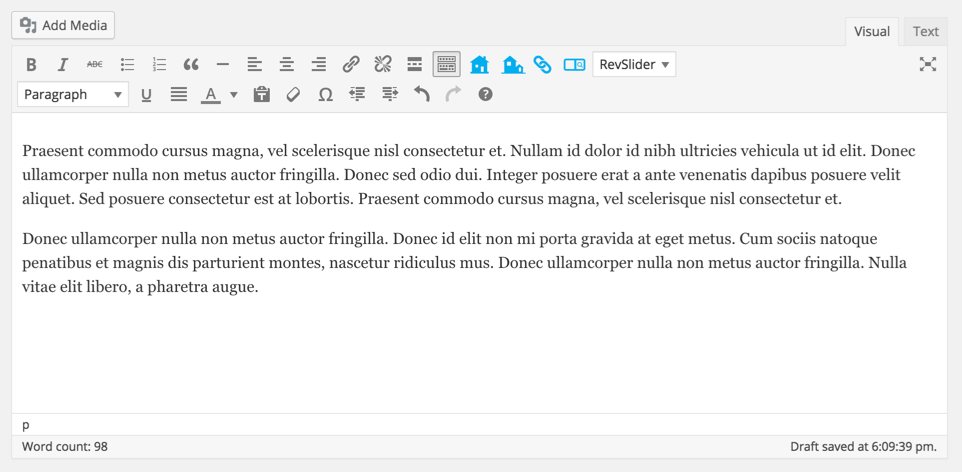 Add Media
Visual Text
B I ABC RevSlider
Paragraph U A T Ω ?
Praesent commodo cursus magna, vel scelerisque nisl consectetur et. Nullam id dolor id nibh ultricies vehicula ut id elit. Donec
ullamcorper nulla non metus auctor fringilla. Donec sed odio dui. Integer posuere erat a ante venenatis dapibus posuere velit
aliquet. Sed posuere consectetur est at lobortis. Praesent commodo cursus magna, vel scelerisque nisl consectetur et.
Donec ullamcorper nulla non metus auctor fringilla. Donec id elit non mi porta gravida at eget metus. Cum sociis natoque
penatibus et magnis dis parturient montes, nascetur ridiculus mus. Donec ullamcorper nulla non metus auctor fringilla. Nulla
vitae elit libero, a pharetra augue.
p
Word count: 98 Draft saved at 6:09:39 pm.